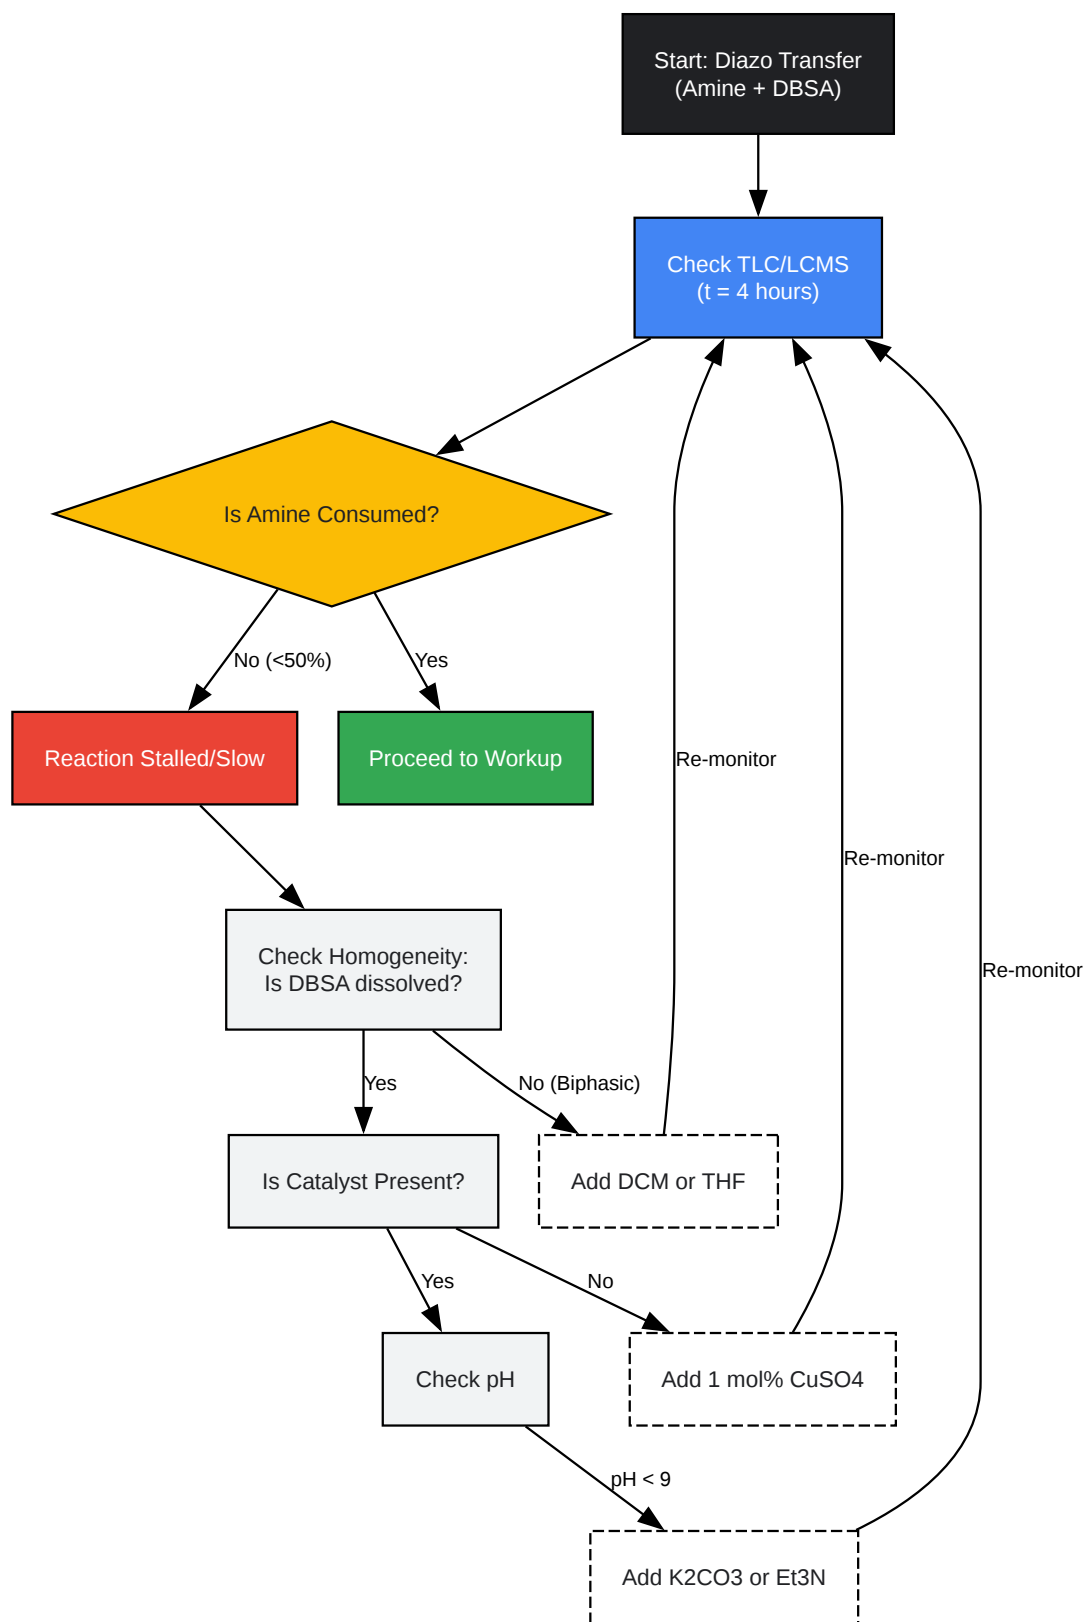 Start: Diazo Transfer
(Amine + DBSA)
Check TLC/LCMS
(t = 4 hours)
Is Amine Consumed?
No (<50%)
Yes
Reaction Stalled/Slow
Proceed to Workup
Re-monitor
Re-monitor
Check Homogeneity:
Is DBSA dissolved?
Re-monitor
Yes
No (Biphasic)
Is Catalyst Present?
Add DCM or THF
Yes
No
Check pH
Add 1 mol% CuSO4
pH < 9
Add K2CO3 or Et3N